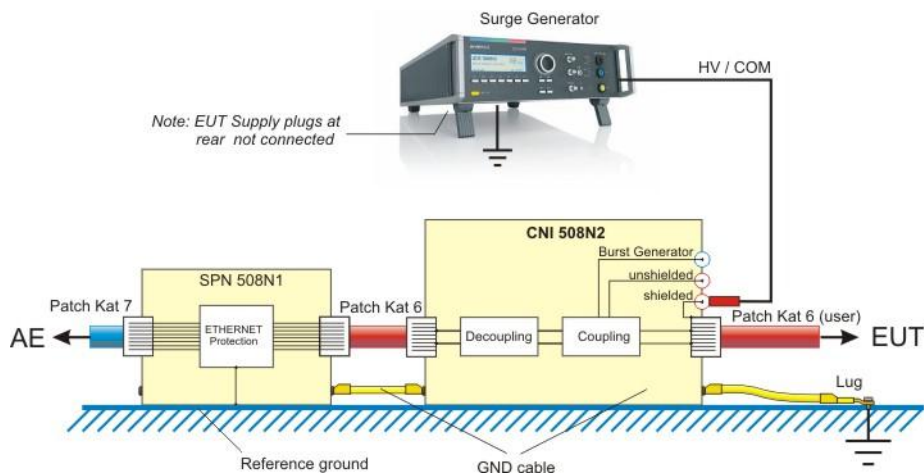 Surge Generator
HV / COM
Note: EUT Supply plugs at
rear not connected
CNI 508N2
Burst Generator
SPN 508N1
unshielded
Patch Kat 7
Patch Kat 6
shielded
ETHERNET
Protection
Decoupling
Coupling
Patch Kat 6 (user)
AE
EUT
Lug
Reference ground
GND cable